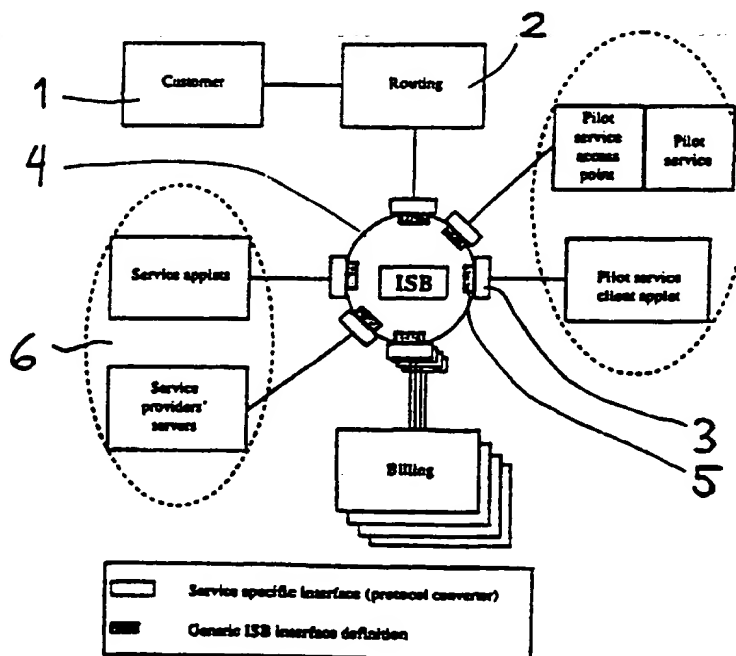 2
1
Customer
Routing
Pilot
service
access
point
Pilot
service
4
Service applets
ISB
Pilot service
client applet
6
Service
providers'
servers
3
5
Billing
Service specific interface (protocol converter)
Generic ISB interface definition